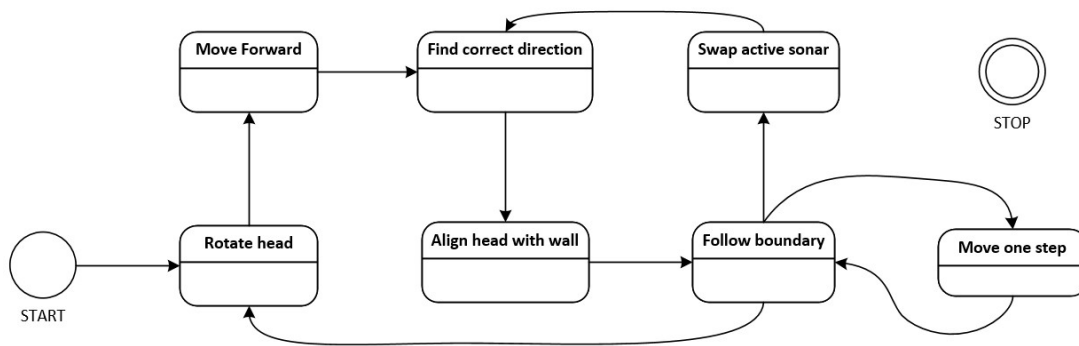 Move Forward
Find correct direction
Swap active sonar
STOP
Rotate head
Align head with wall
Follow boundary
Move one step
START